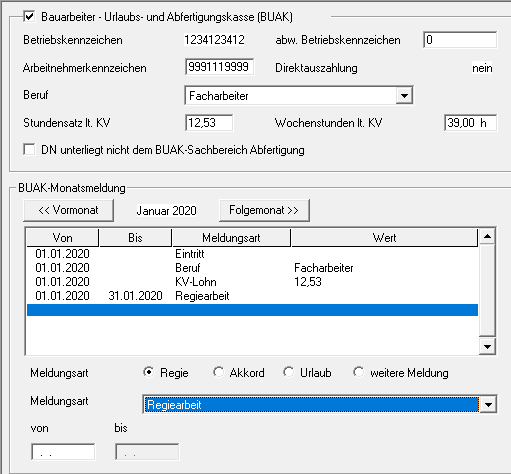 Bauarbeiter - Urlaubs- und Abfertigungskasse (BUAK)
Betriebskennzeichen 1234123412 abw. Betriebskennzeichen 0
Arbeitnehmerkennzeichen 9991119999 Direktauszahlung nein
Beruf Facharbeiter
Stundensatz lt. KV 12,53 Wochenstunden lt. KV 39,00 h
DN unterliegt nicht dem BUAK-Sachbereich Abfertigung
BUAK-Monatsmeldung
<< Vormonat Januar 2020 Folgemonat >>
Von Bis Meldungsart Wert
01.01.2020 Eintritt
01.01.2020 Beruf Facharbeiter
01.01.2020 KV-Lohn 12,53
01.01.2020 31.01.2020 Regiearbeit
Meldungsart Regie Akkord Urlaub weitere Meldung
Meldungsart Regiearbeit
von bis
. . . .